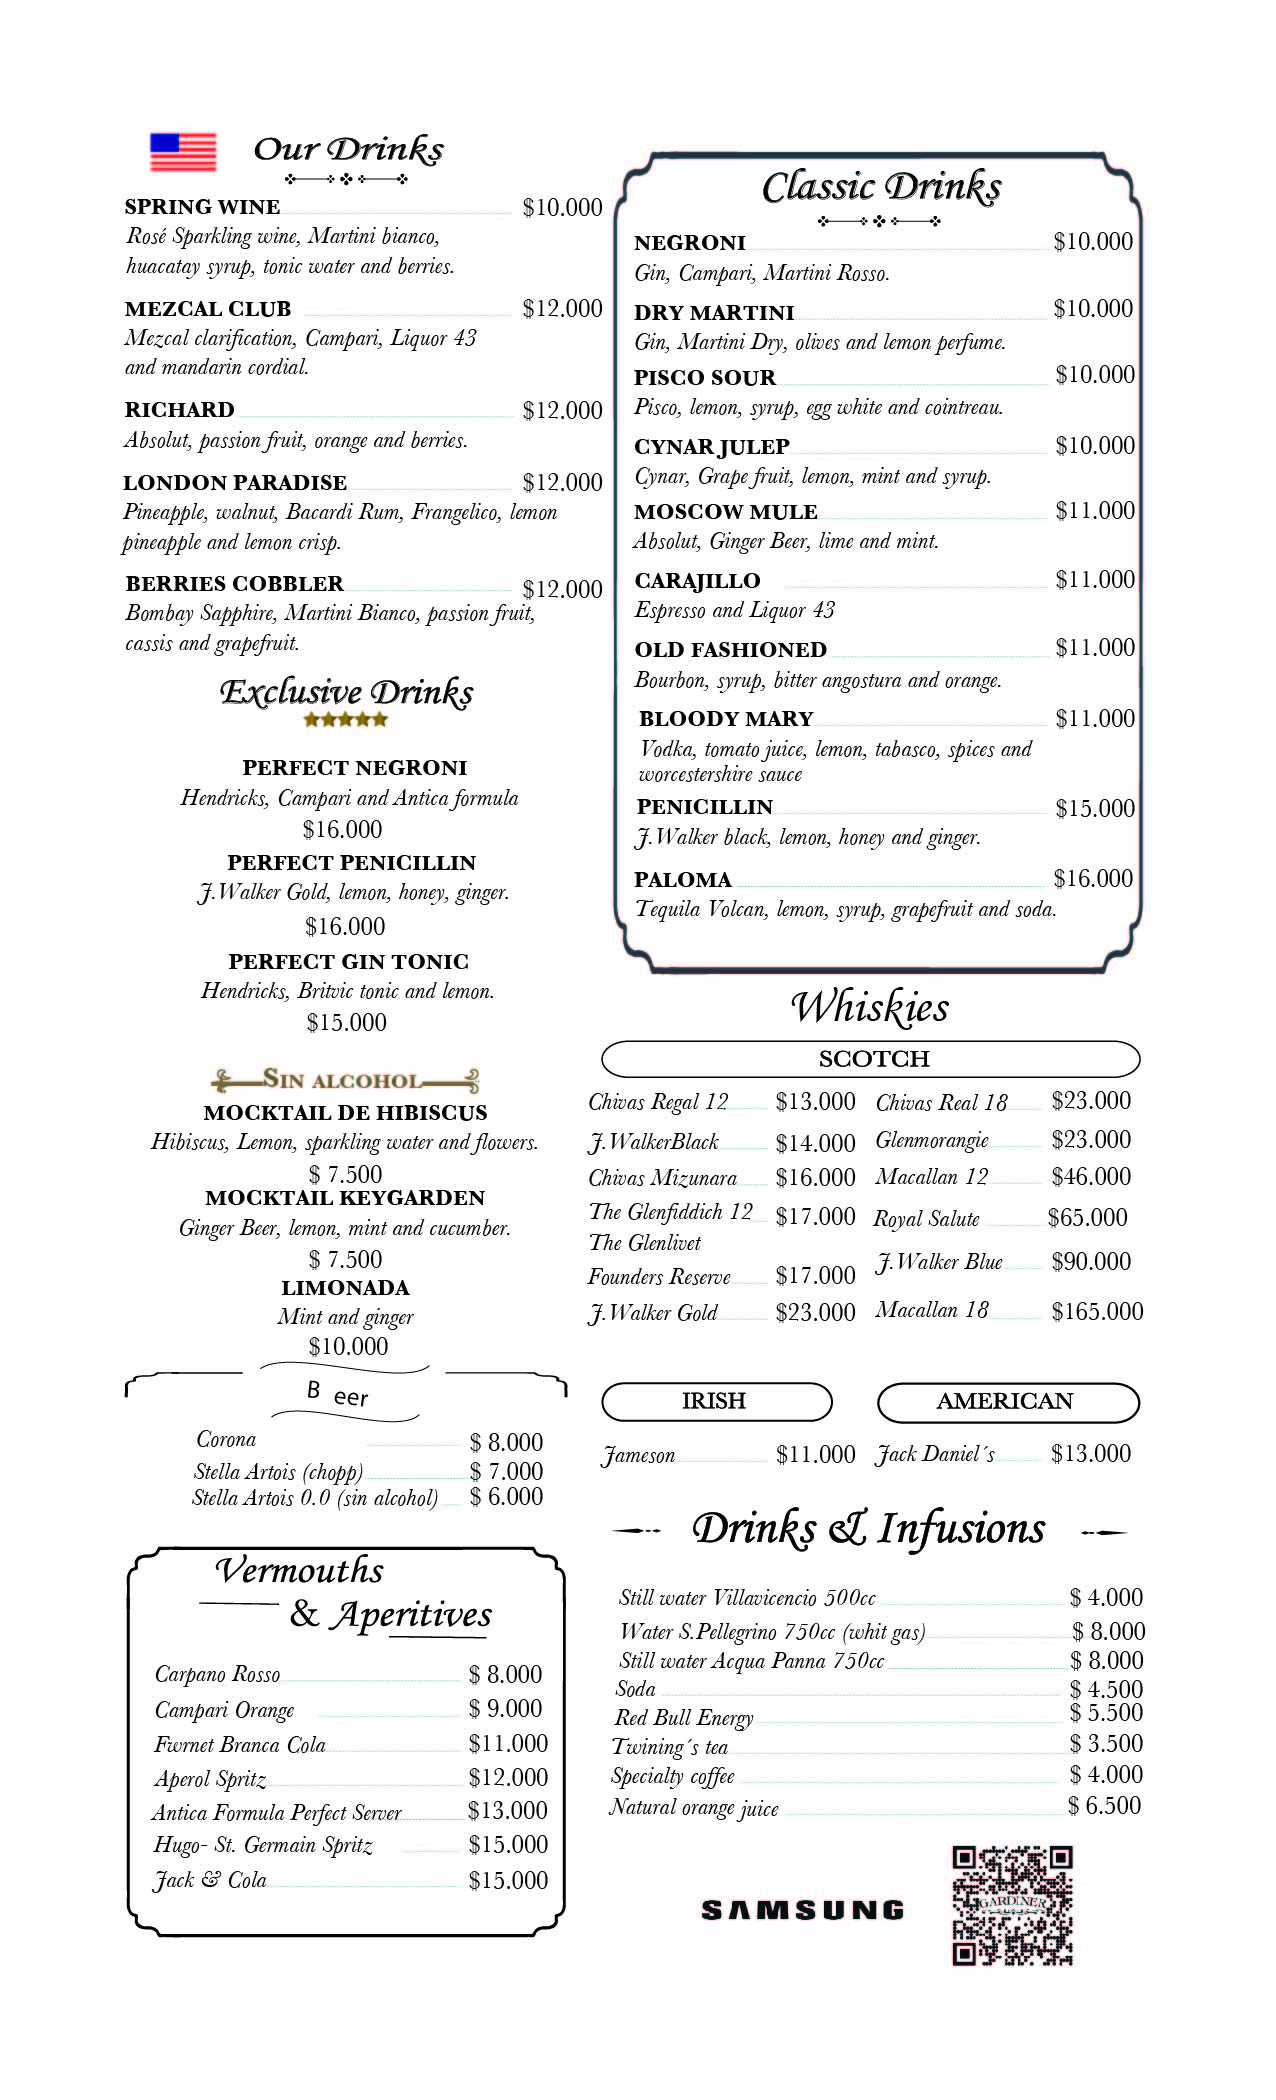 Our Drinks
SPRING WINE $10.000
Rosé Sparkling wine, Martini bianco,
huacatay syrup, tonic water and berries.
MEZCAL CLUB $12.000
Mezcal clarification, Campari, Liquor 43
and mandarin cordial.
RICHARD $12.000
Absolut, passion fruit, orange and berries.
LONDON PARADISE $12.000
Pineapple, walnut, Bacardi Rum, Frangelico, lemon
pineapple and lemon crisp.
BERRIES COBBLER $12.000
Bombay Sapphire, Martini Bianco, passion fruit,
cassis and grapefruit.
Exclusive Drinks
PERFECT NEGRONI
Hendricks, Campari and Antica formula
$16.000
PERFECT PENICILLIN
J.Walker Gold, lemon, honey, ginger.
$16.000
PERFECT GIN TONIC
Hendricks, Britvic tonic and lemon.
$15.000
SIN ALCOHOL
MOCKTAIL DE HIBISCUS
Hibiscus, Lemon, sparkling water and flowers.
$ 7.500
MOCKTAIL KEYGARDEN
Ginger Beer, lemon, mint and cucumber.
$ 7.500
LIMONADA
Mint and ginger
$10.000
B eer
Corona $ 8.000
Stella Artois (chopp) $ 7.000
Stella Artois 0.0 (sin alcohol) $ 6.000
Vermouths
& Aperitives
Carpano Rosso $ 8.000
Campari Orange $ 9.000
Fwrnet Branca Cola $11.000
Aperol Spritz $12.000
Antica Formula Perfect Server $13.000
Hugo- St. Germain Spritz $15.000
Jack & Cola $15.000
Classic Drinks
NEGRONI $10.000
Gin, Campari, Martini Rosso.
DRY MARTINI $10.000
Gin, Martini Dry, olives and lemon perfume.
PISCO SOUR $10.000
Pisco, lemon, syrup, egg white and cointreau.
CYNAR JULEP $10.000
Cynar, Grape fruit, lemon, mint and syrup.
MOSCOW MULE $11.000
Absolut, Ginger Beer, lime and mint.
CARAJILLO $11.000
Espresso and Liquor 43
OLD FASHIONED $11.000
Bourbon, syrup, bitter angostura and orange.
BLOODY MARY $11.000
Vodka, tomato juice, lemon, tabasco, spices and
worcestershire sauce
PENICILLIN $15.000
J.Walker black, lemon, honey and ginger.
PALOMA $16.000
Tequila Volcan, lemon, syrup, grapefruit and soda.
Whiskies
SCOTCH
Chivas Regal 12 $13.000
J.WalkerBlack $14.000
Chivas Mizunara $16.000
The Glenfiddich 12 $17.000
The Glenlivet
Founders Reserve $17.000
J.Walker Gold $23.000
Chivas Real 18 $23.000
Glenmorangie $23.000
Macallan 12 $46.000
Royal Salute $65.000
J.Walker Blue $90.000
Macallan 18 $165.000
IRISH
Jameson $11.000
AMERICAN
Jack Daniel´s $13.000
Drinks & Infusions
Still water Villavicencio 500cc $ 4.000
Water S.Pellegrino 750cc (whit gas) $ 8.000
Still water Acqua Panna 750cc $ 8.000
Soda $ 4.500
Red Bull Energy $ 5.500
Twining´s tea $ 3.500
Specialty coffee $ 4.000
Natural orange juice $ 6.500
SAMSUNG
GARDINER